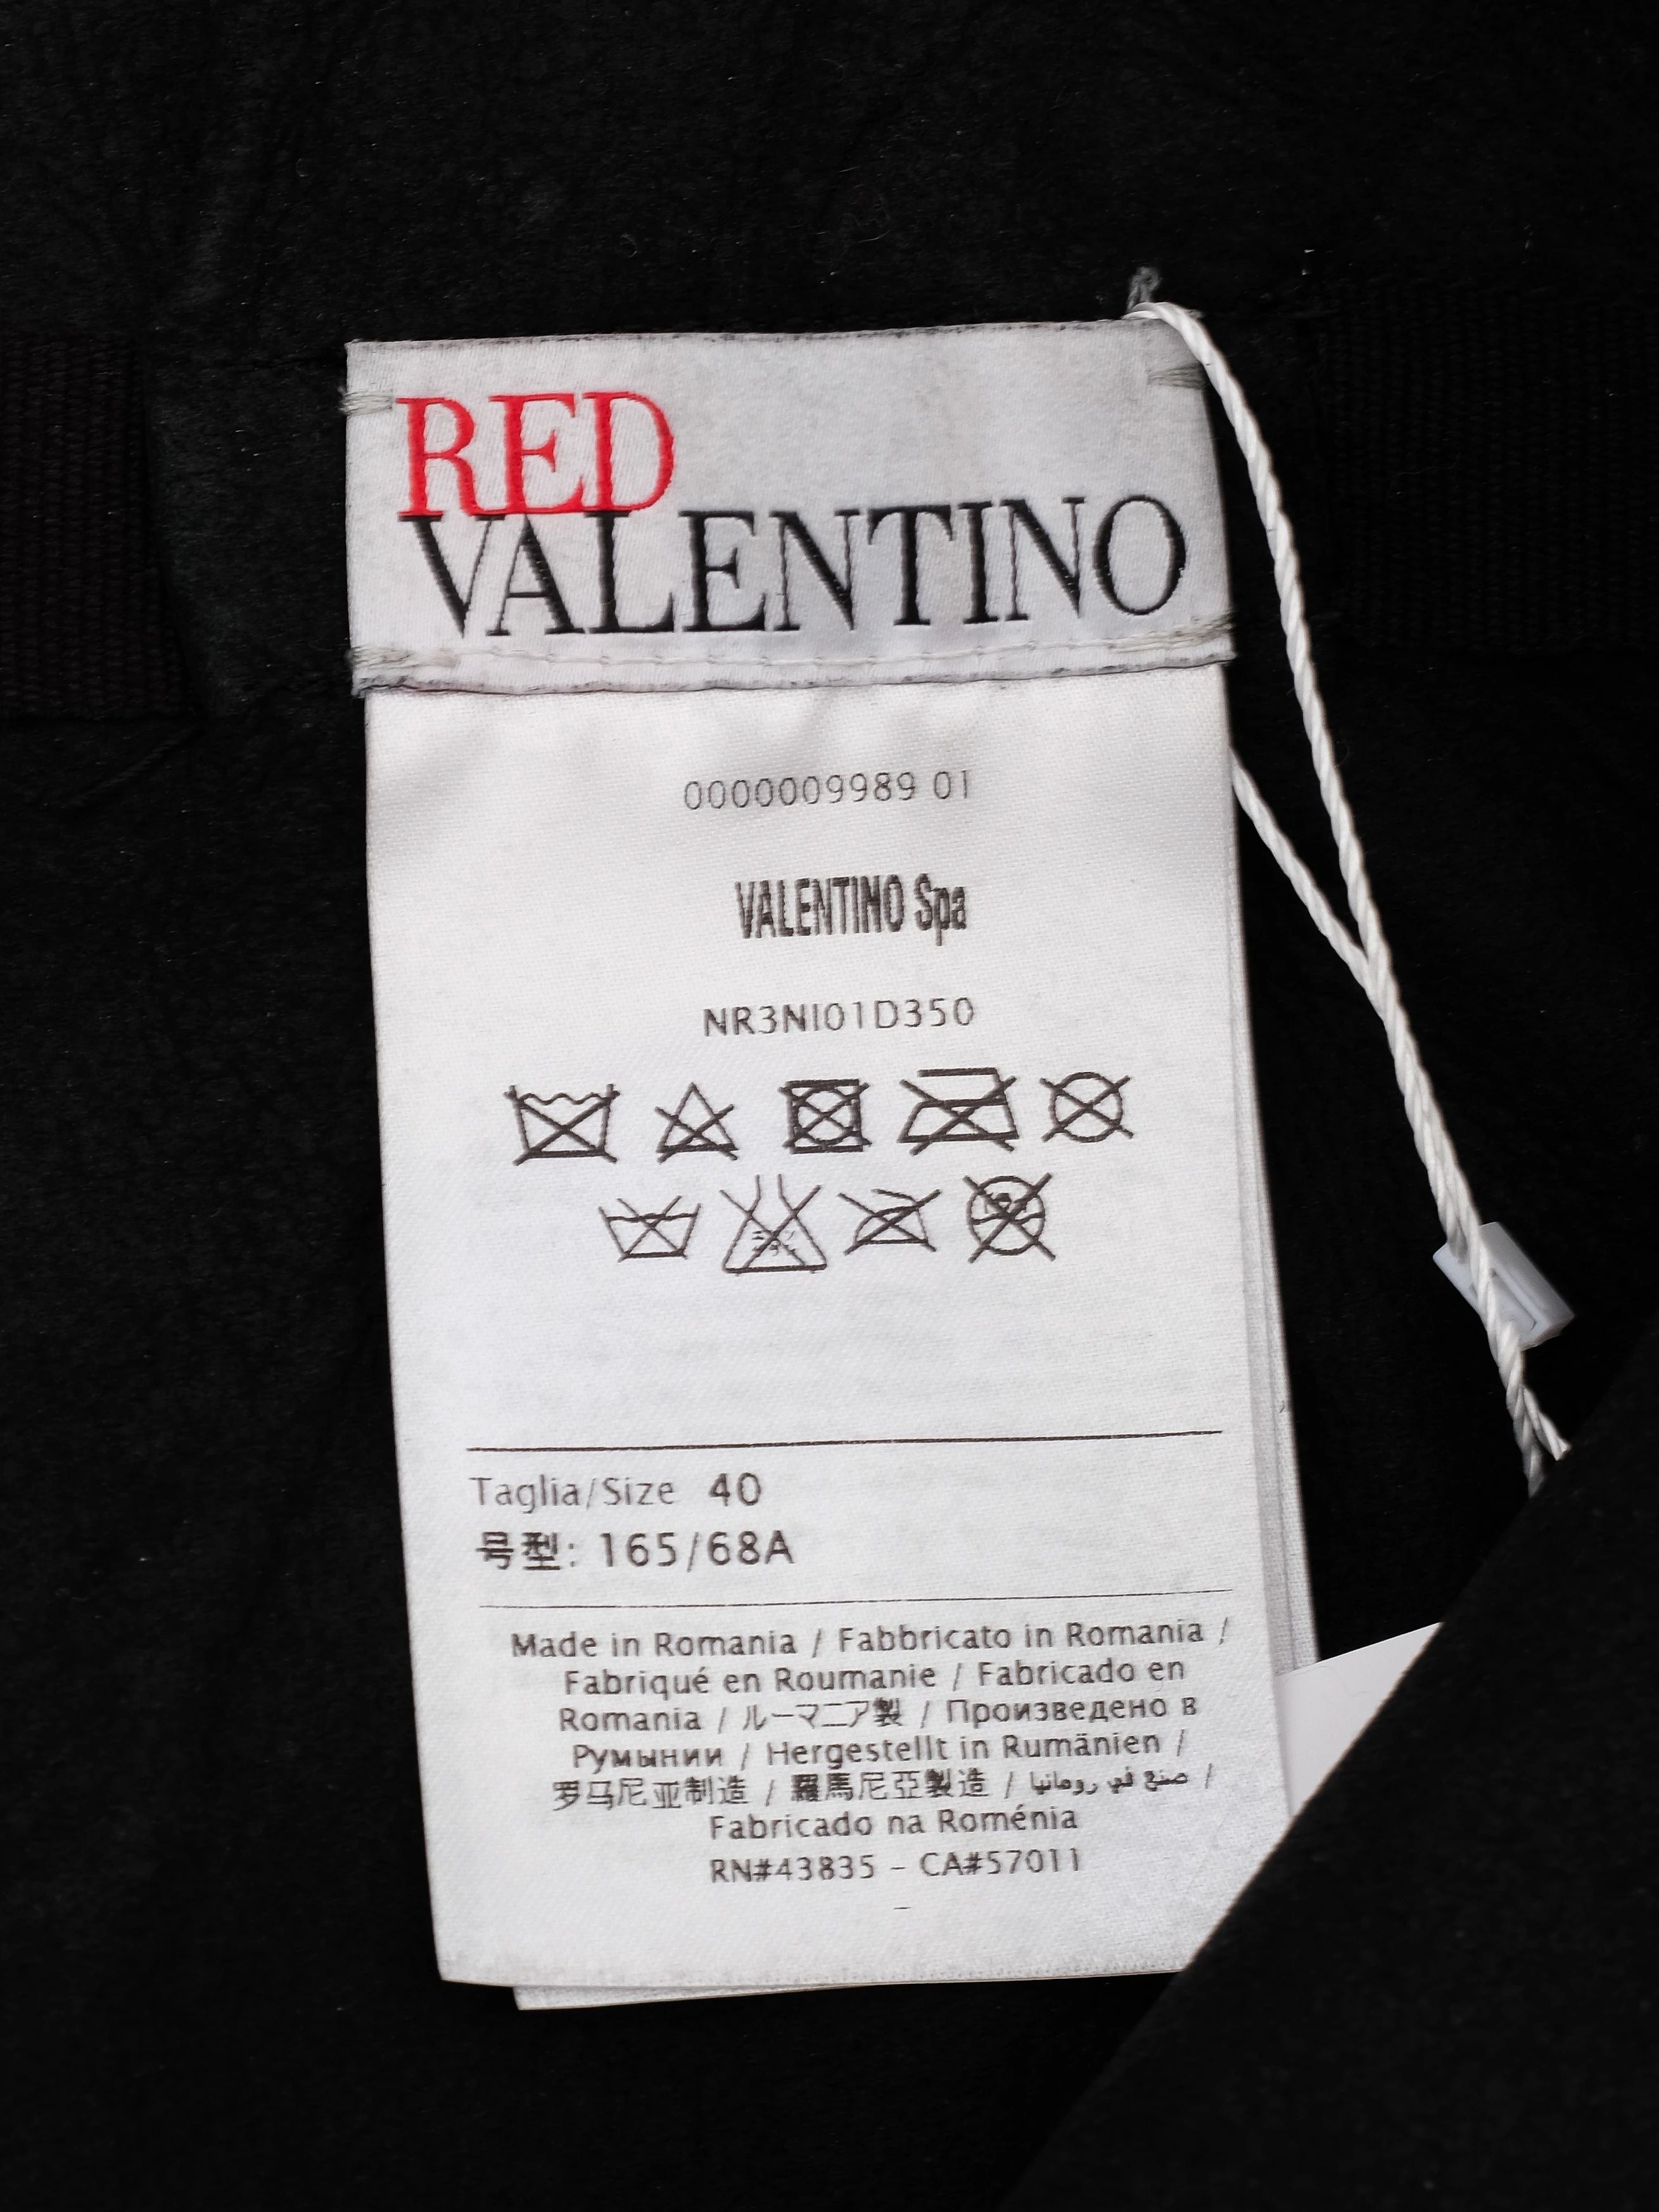 RED
VALENTINO
0000009989 01
VALENTINO Spa
NR3NI01D350
Taglia/Size 40
号型: 165/68A
Made in Romania / Fabbricato in Romania /
Fabriqué en Roumanie / Fabricado en
Romania / ルーマニア製 / Произведено в
Румынии / Hergestellt in Rumänien /
罗马尼亚制造 / 羅馬尼亞製造 / صنع في رومانيا /
Fabricado na Roménia
RN#43835 - CA#57011
-